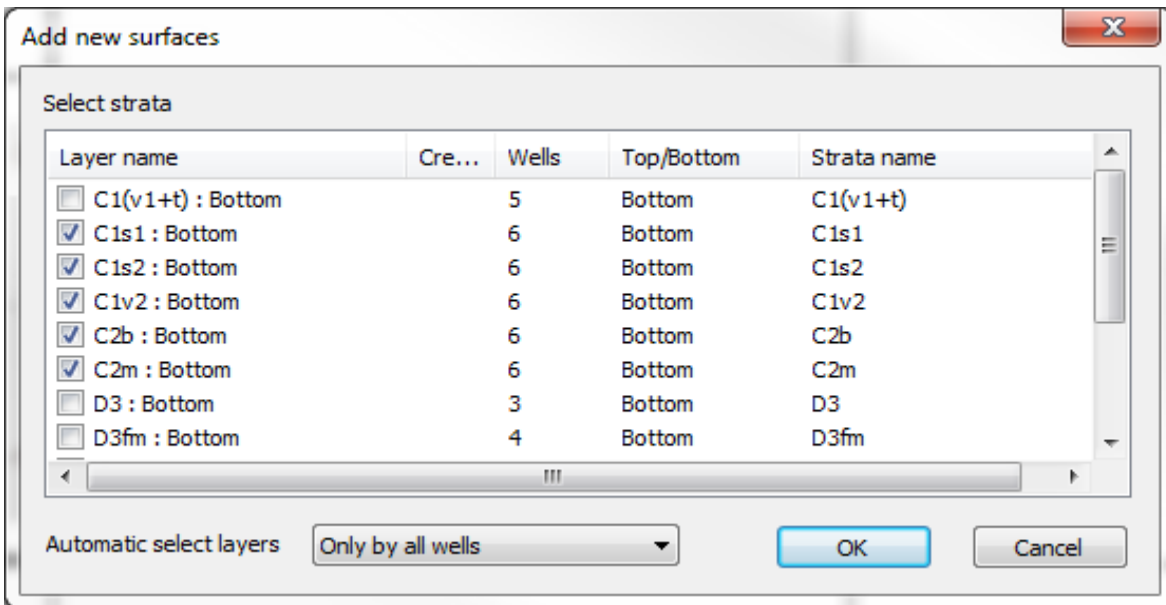 Add new surfaces
Select strata
Layer name Cre... Wells Top/Bottom Strata name
C1(v1+t) : Bottom 5 Bottom C1(v1+t)
C1s1 : Bottom 6 Bottom C1s1
C1s2 : Bottom 6 Bottom C1s2
C1v2 : Bottom 6 Bottom C1v2
C2b : Bottom 6 Bottom C2b
C2m : Bottom 6 Bottom C2m
D3 : Bottom 3 Bottom D3
D3fm : Bottom 4 Bottom D3fm
Automatic select layers Only by all wells OK Cancel